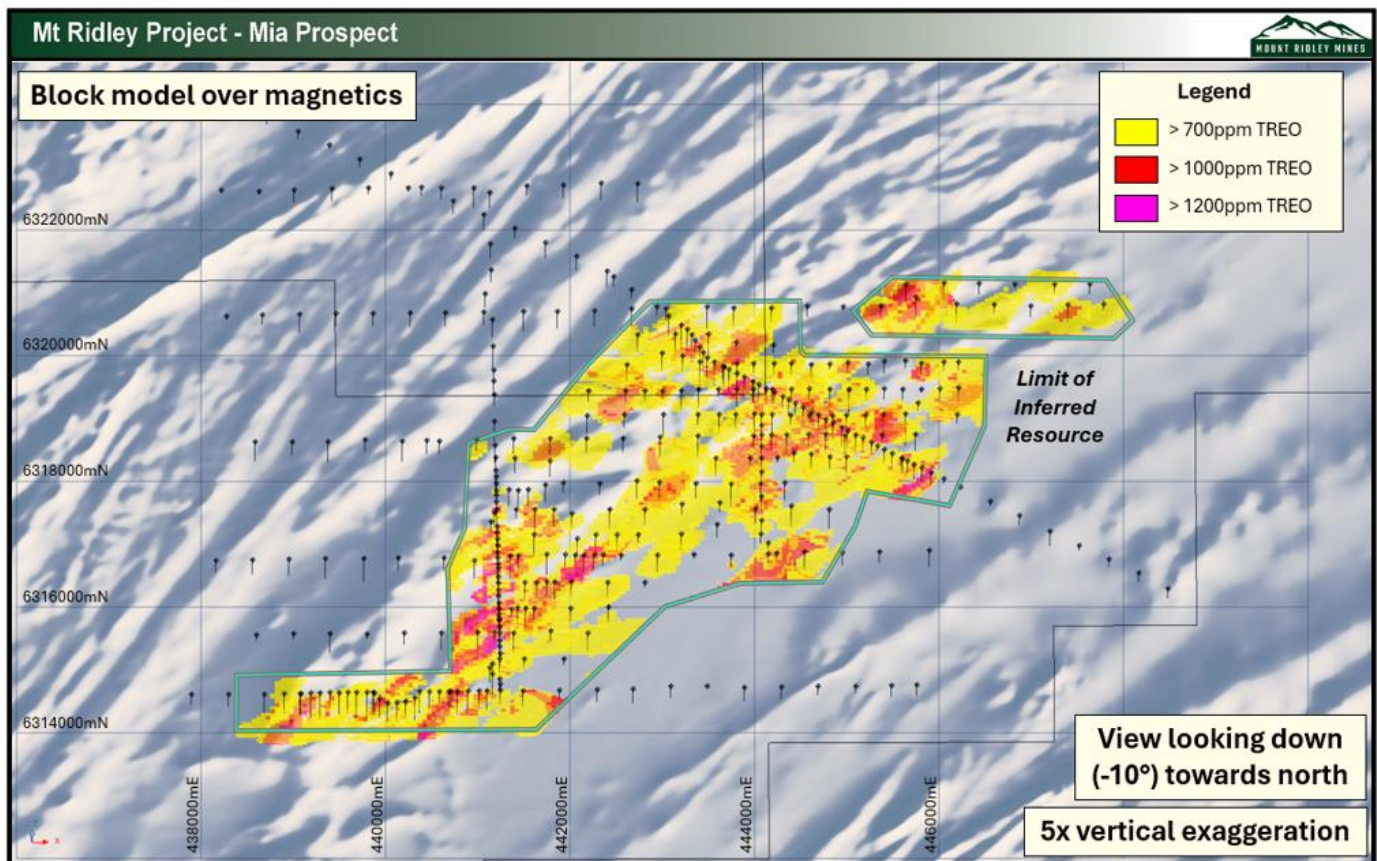 Mt Ridley Project - Mia Prospect
MOUNT RIDLEY MINES
Block model over magnetics
Legend
> 700ppm TREO
> 1000ppm TREO
> 1200ppm TREO
6322000mN
6320000mN
Limit of
Inferred
Resource
6318000mN
6316000mN
6314000mN
438000mE
440000mE
442000mE
444000mE
446000mE
View looking down
(-10°) towards north
5x vertical exaggeration
x